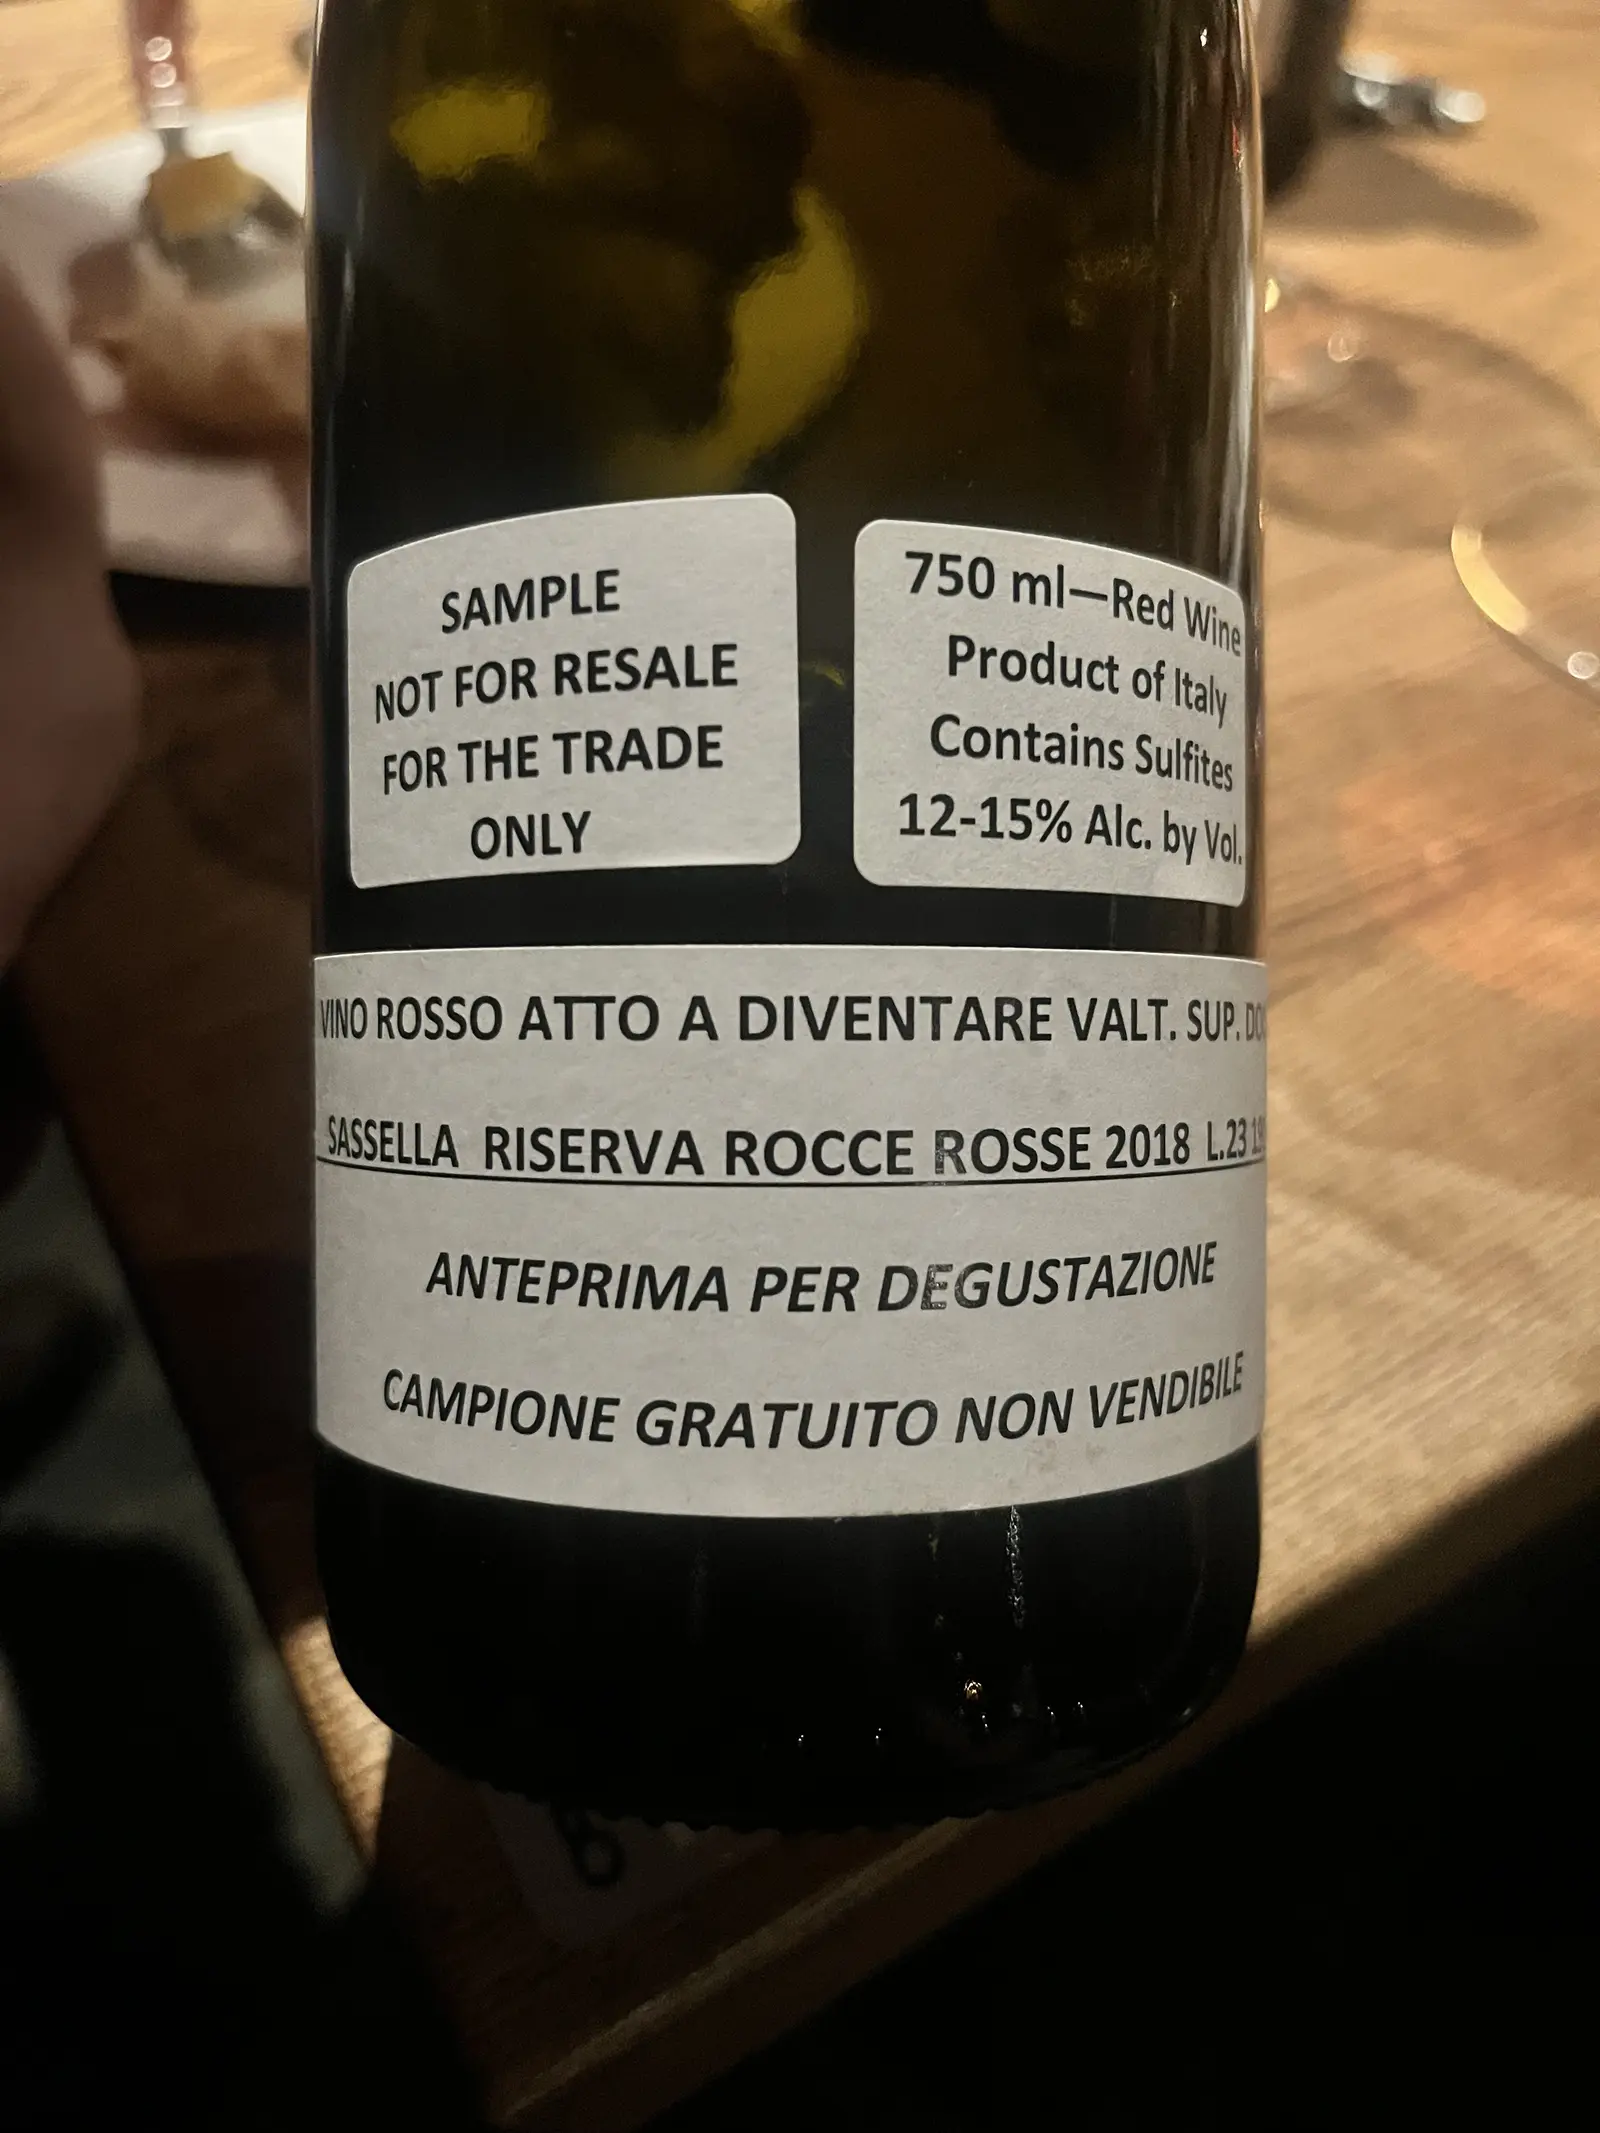 SAMPLE
NOT FOR RESALE
FOR THE TRADE
ONLY
750 ml—Red Wine
Product of Italy
Contains Sulfites
12-15% Alc. by Vol.
VINO ROSSO ATTO A DIVENTARE VALT. SUP.
SASSELLA RISERVA ROCCE ROSSE 2018 L.23
ANTEPRIMA PER DEGUSTAZIONE
CAMPIONE GRATUITO NON VENDIBILE